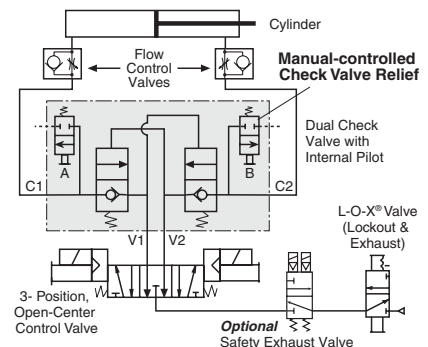 Cylinder
Flow
Control
Valves
Manual-controlled
Check Valve Relief
Dual Check
Valve with
Internal Pilot
A
B
C1
C2
V1
V2
L-O-X® Valve
(Lockout &
Exhaust)
3- Position,
Open-Center
Control Valve
Optional
Safety Exhaust Valve